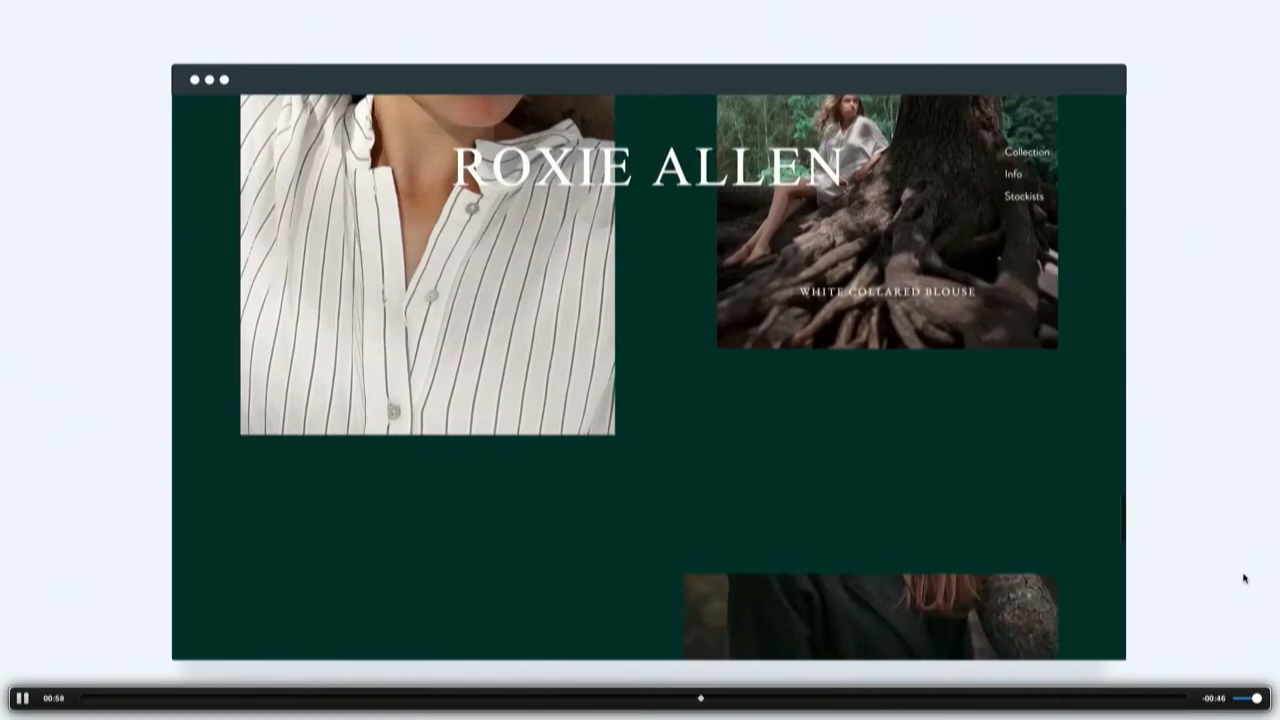 ROXIE ALLEN
Collection
Info
Stockists
WHITE COLLARED BLOUSE
00:58
-00:46